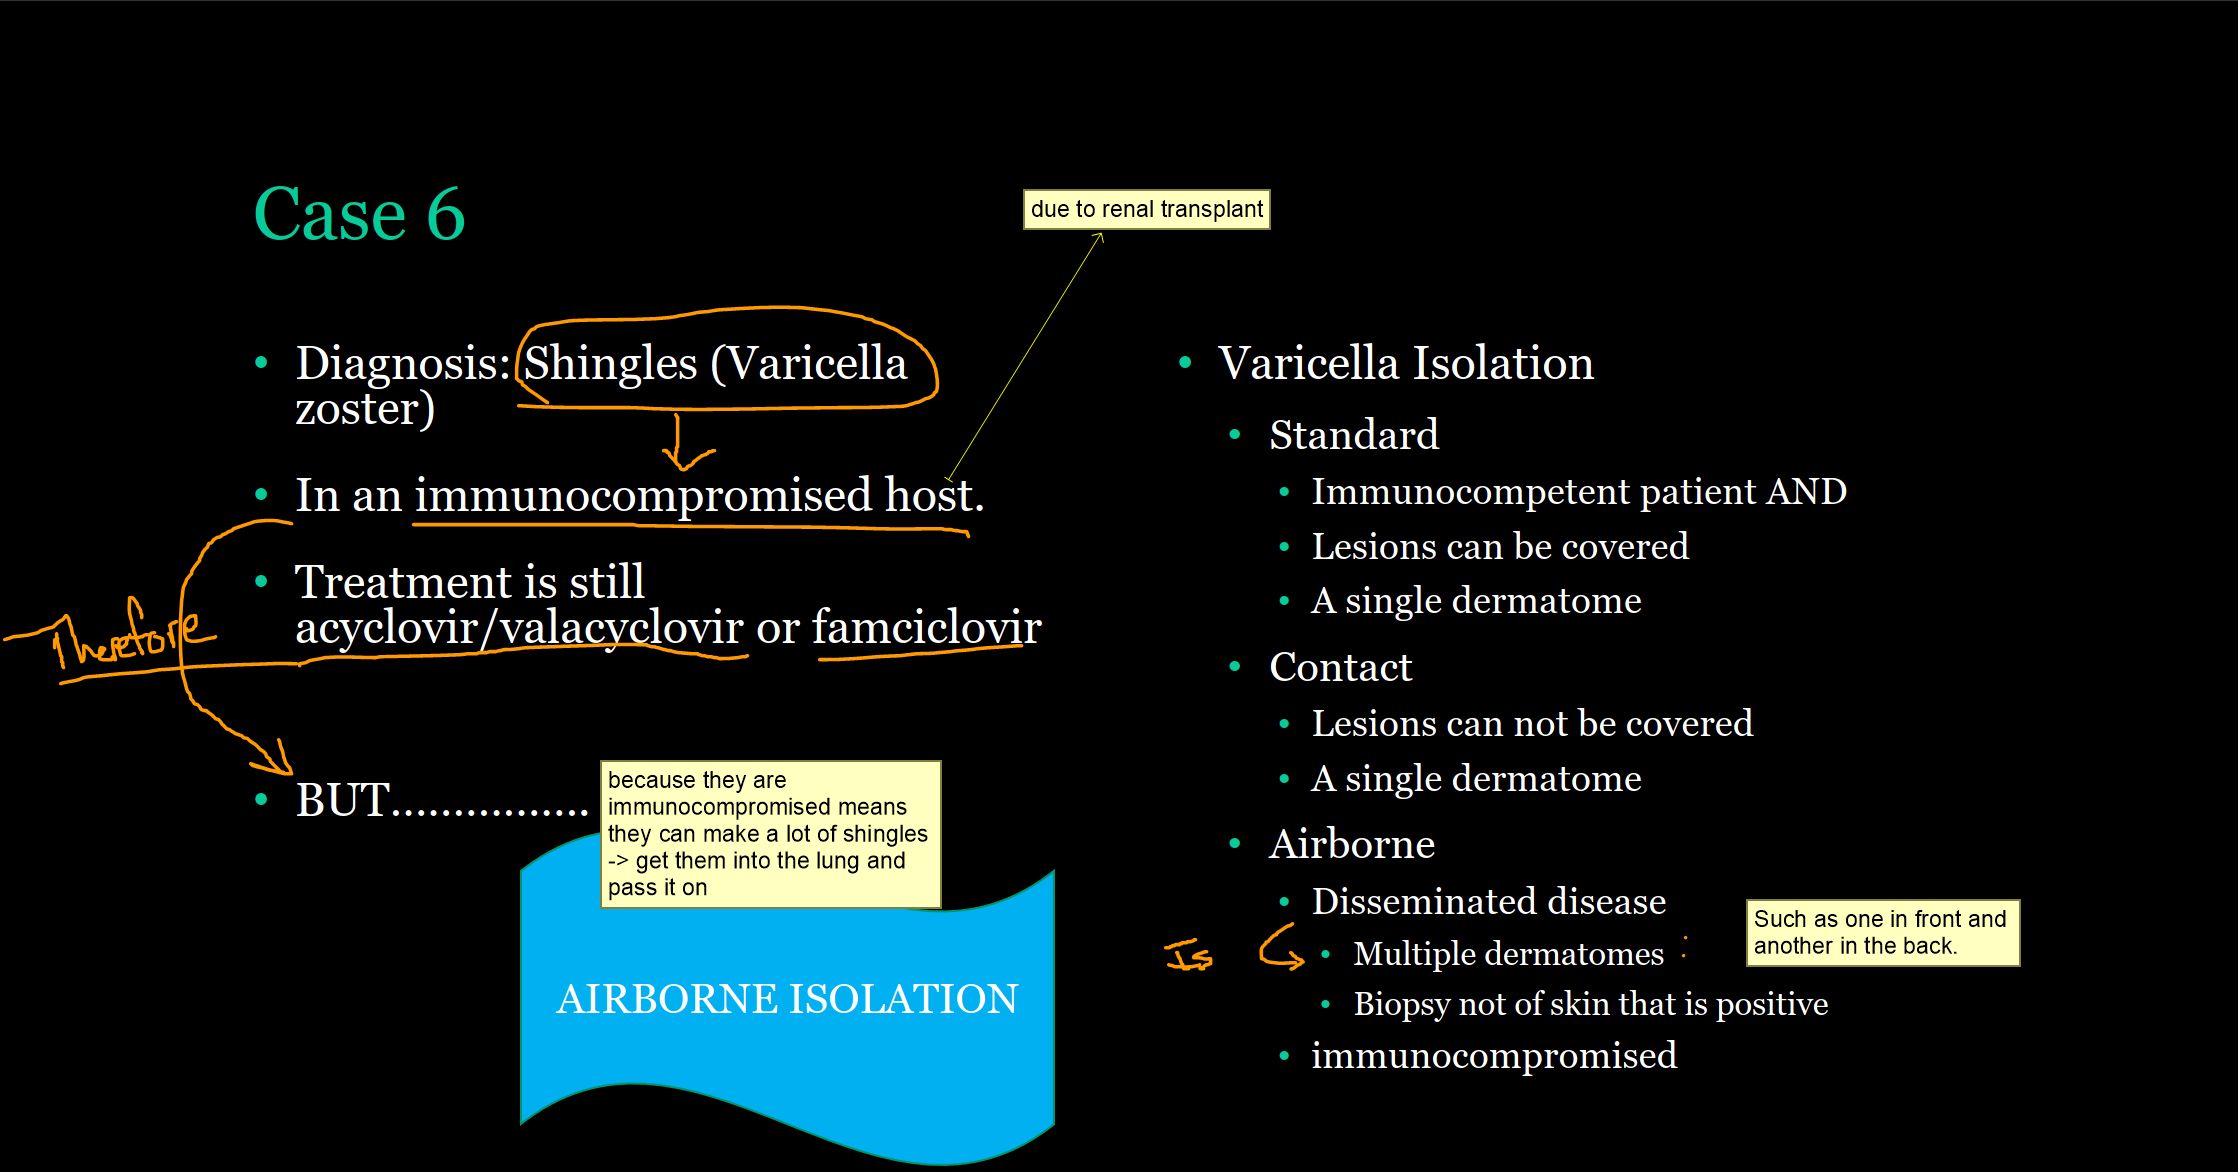 Case 6
due to renal transplant
Diagnosis: Shingles (Varicella
zoster)
In an immunocompromised host.
Treatment is still
acyclovir/valacyclovir or famciclovir
Therefore
BUT................
because they are
immunocompromised means
they can make a lot of shingles
-> get them into the lung and
pass it on
AIRBORNE ISOLATION
Varicella Isolation
Standard
Immunocompetent patient AND
Lesions can be covered
A single dermatome
Contact
Lesions can not be covered
A single dermatome
Airborne
Disseminated disease
Is
Multiple dermatomes :
Such as one in front and
another in the back.
Biopsy not of skin that is positive
immunocompromised